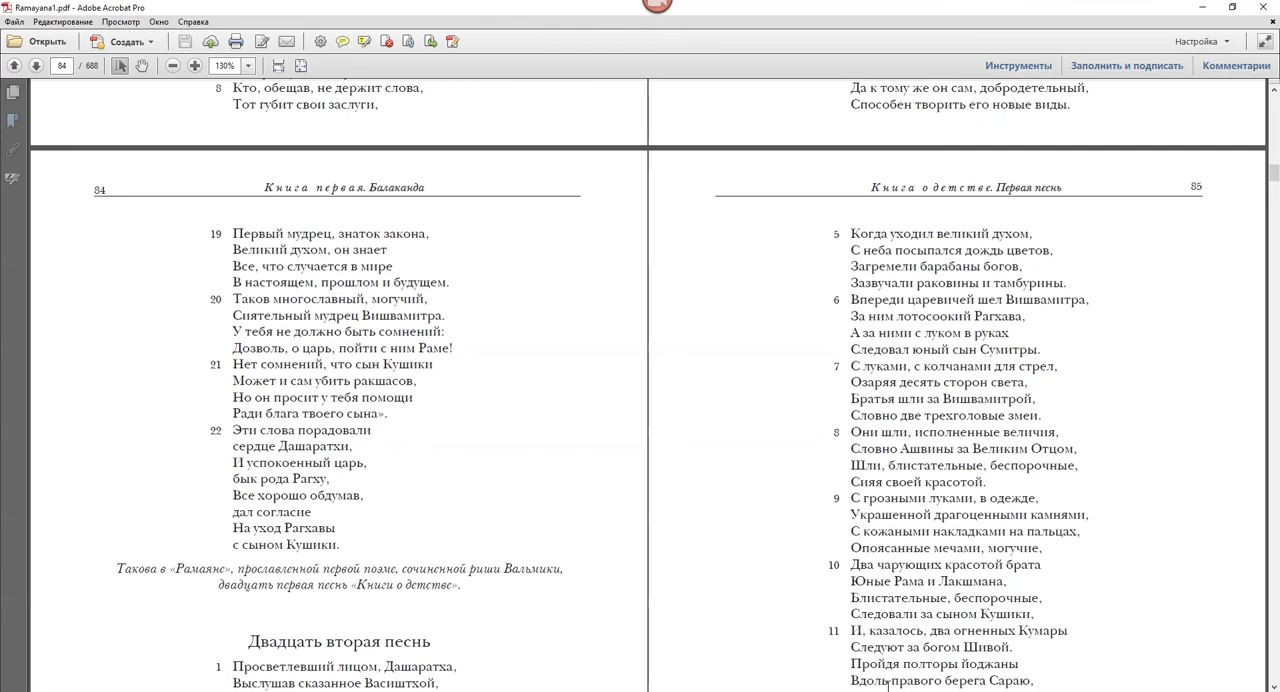 Ramayana1.pdf - Adobe Acrobat Pro
Файл Редактирование Просмотр Окно Справка
Открыть Создать Настройка
84 / 688 130% Инструменты Заполнить и подписать Комментарии
8 Кто, обещав, не держит слова,
Тот губит свои заслуги,
Да к тому же он сам, добродетельный,
Способен творить его новые виды.
84 Книга первая. Балаканда
19 Первый мудрец, знаток закона,
Великий духом, он знает
Все, что случается в мире
В настоящем, прошлом и будущем.
20 Таков многославный, могучий,
Сиятельный мудрец Вишвамитра.
У тебя не должно быть сомнений:
Дозволь, о царь, пойти с ним Раме!
21 Нет сомнений, что сын Кушики
Может и сам убить ракшасов,
Но он просит у тебя помощи
Ради блага твоего сына».
22 Эти слова порадовали
сердце Дашаратхи,
И успокоенный царь,
бык рода Рагху,
Все хорошо обдумав,
дал согласие
На уход Рагхавы
с сыном Кушики.
Такова в «Рамаяне», прославленной первой поэме, сочиненной риши Вальмики,
двадцать первая песнь «Книги о детстве».
Двадцать вторая песнь
1 Просветлевший лицом, Дашаратха,
Выслушав сказанное Васиштхой,
Книга о детстве. Первая песнь 85
5 Когда уходил великий духом,
С неба посыпался дождь цветов,
Загремели барабаны богов,
Зазвучали раковины и тамбурины.
6 Впереди царевичей шел Вишвамитра,
За ним лотосоокий Рагхава,
А за ними с луком в руках
Следовал юный сын Сумитры.
7 С луками, с колчанами для стрел,
Озаряя десять сторон света,
Братья шли за Вишвамитрой,
Словно две трехголовые змеи.
8 Они шли, исполненные величия,
Словно Ашвины за Великим Отцом,
Шли, блистательные, беспорочные,
Сияя своей красотой.
9 С грозными луками, в одежде,
Украшенной драгоценными камнями,
С кожаными накладками на пальцах,
Опоясанные мечами, могучие,
10 Два чарующих красотой брата
Юные Рама и Лакшмана,
Блистательные, беспорочные,
Следовали за сыном Кушики,
11 И, казалось, два огненных Кумары
Следуют за богом Шивой.
Пройдя полторы йоджаны
Вдоль правого берега Сараю,